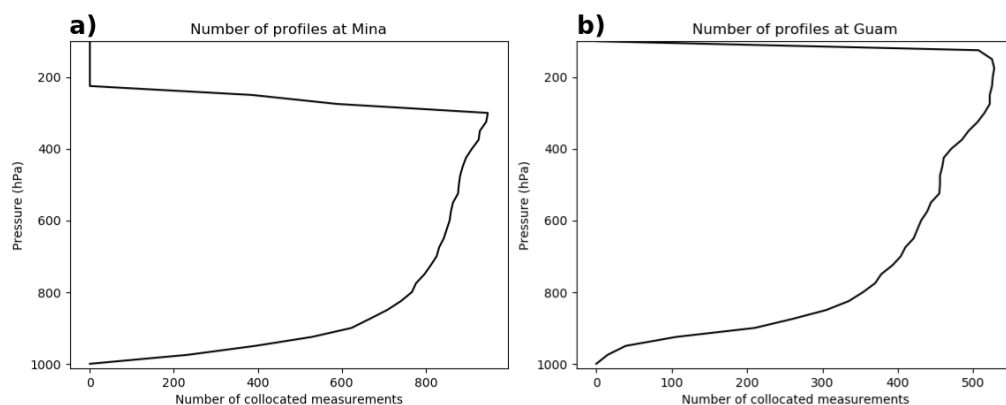 a)
Number of profiles at Mina
Pressure (hPa)
200
400
600
800
1000
0
200
400
600
800
Number of collocated measurements
b)
Number of profiles at Guam
Pressure (hPa)
200
400
600
800
1000
0
100
200
300
400
500
Number of collocated measurements